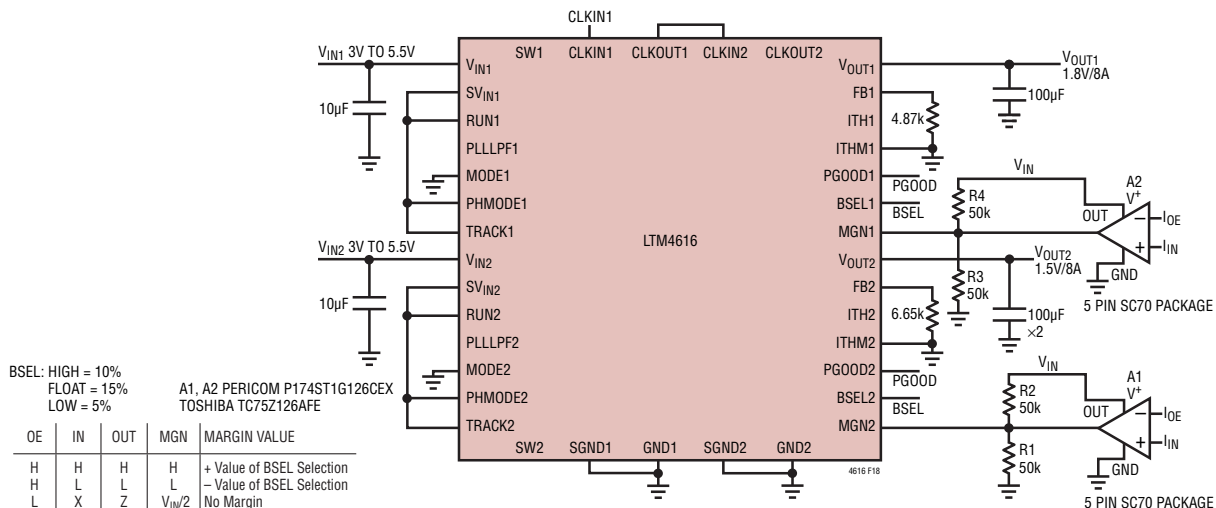 CLKIN1
SW1 CLKIN1 CLKOUT1 CLKIN2 CLKOUT2
VIN1 3V TO 5.5V
10µF
VIN1
SVIN1
RUN1
PLLLPF1
MODE1
PHMODE1
TRACK1
VIN2 3V TO 5.5V
10µF
VIN2
SVIN2
RUN2
PLLLPF2
MODE2
PHMODE2
TRACK2
LTM4616
SW2 SGND1 GND1 SGND2 GND2
VOUT1
FB1
ITH1
ITHM1
PGOOD1
BSEL1
MGN1
VOUT2
FB2
ITH2
ITHM2
PGOOD2
BSEL2
MGN2
VOUT1
1.8V/8A
100µF
4.87k
PGOOD
BSEL
VIN
R4
50k
R3
50k
A2
V+
OUT
–
+
IOE
IIN
GND
5 PIN SC70 PACKAGE
VOUT2
1.5V/8A
100µF
×2
6.65k
PGOOD
BSEL
VIN
R2
50k
R1
50k
A1
V+
OUT
–
+
IOE
IIN
GND
5 PIN SC70 PACKAGE
4616 F18
BSEL: HIGH = 10%
FLOAT = 15%
LOW = 5%
A1, A2 PERICOM P174ST1G126CEX
TOSHIBA TC75Z126AFE
OE IN OUT MGN MARGIN VALUE
H H H H + Value of BSEL Selection
H L L L – Value of BSEL Selection
L X Z VIN/2 No Margin